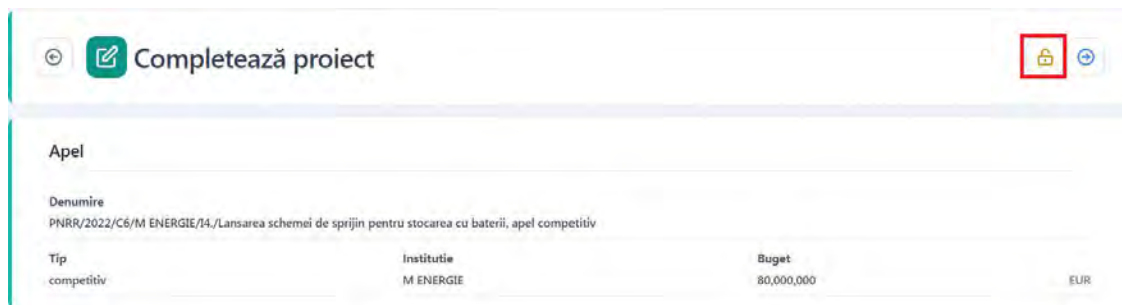 Completează proiect
Apel
Denumire
PNRR/2022/C6/M ENERGIE/I4./Lansarea schemei de sprijin pentru stocarea cu baterii, apel competitiv
Tip Institutie Buget
competitiv M ENERGIE 80,000,000 EUR